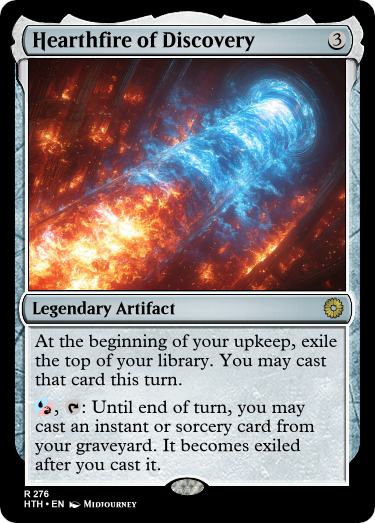 Hearthfire of Discovery 3
Legendary Artifact
At the beginning of your upkeep, exile
the top of your library. You may cast
that card this turn.
, : Until end of turn, you may
cast an instant or sorcery card from
your graveyard. It becomes exiled
after you cast it.
R 276
HTH • EN Midjourney